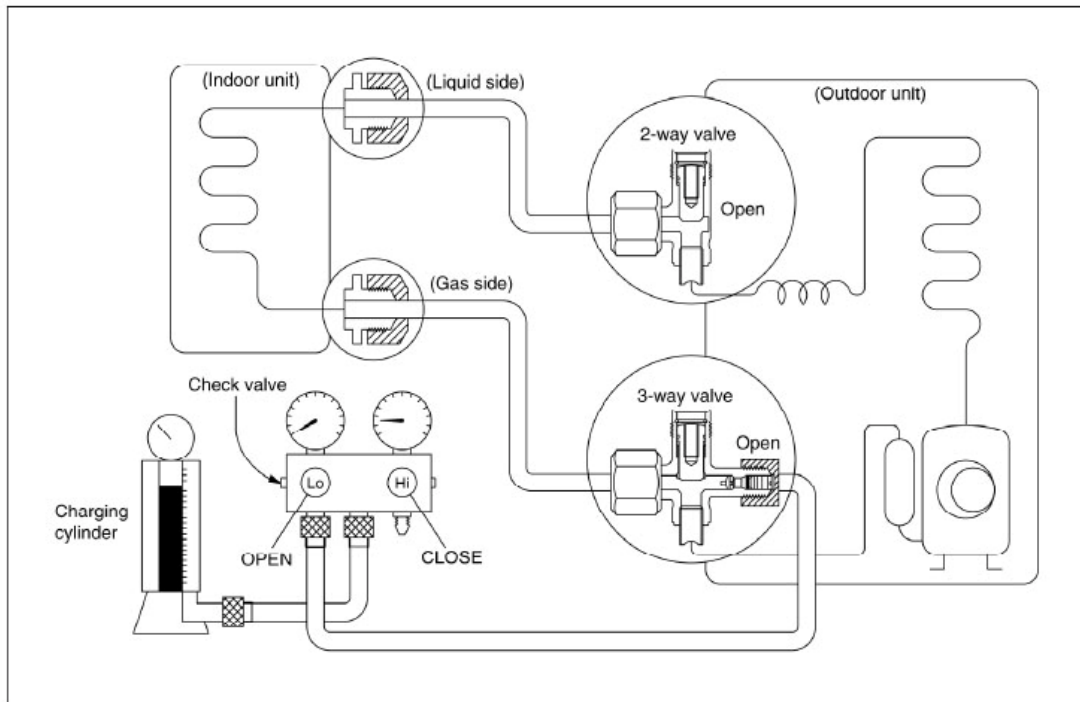 (Indoor unit)
(Liquid side)
(Outdoor unit)
2-way valve
Open
(Gas side)
Check valve
3-way valve
Open
Lo
Hi
Charging
cylinder
OPEN
CLOSE